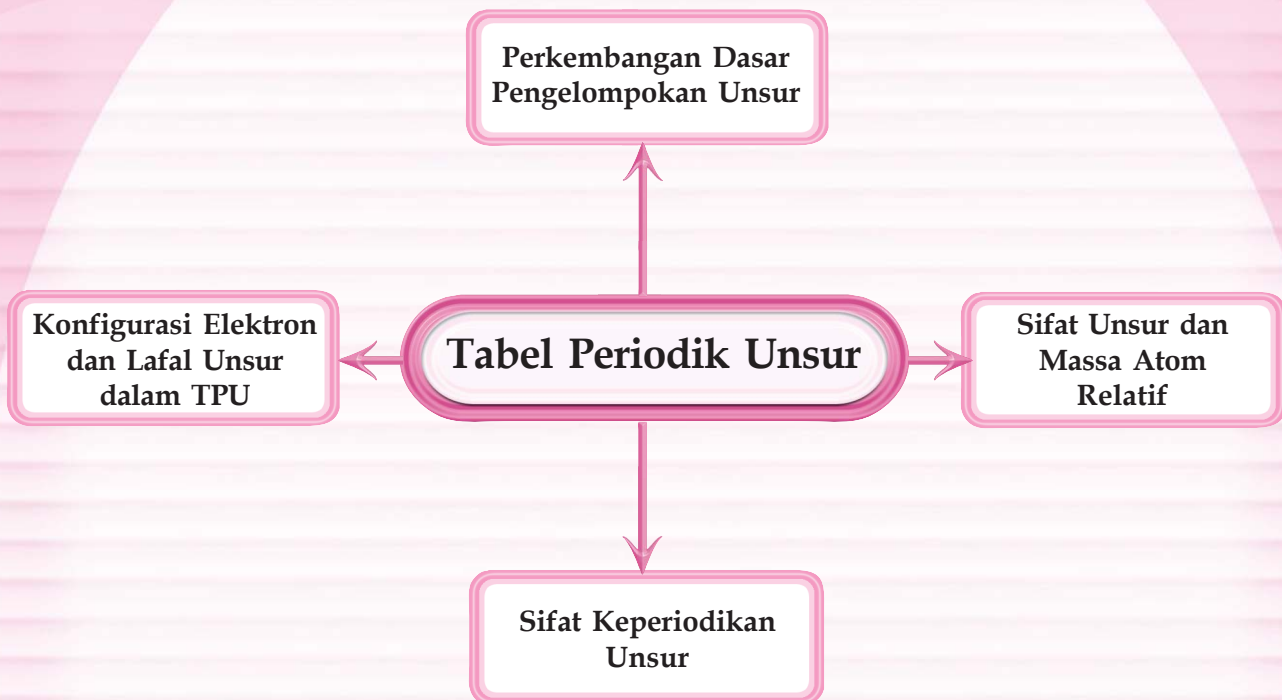 Perkembangan Dasar
Pengelompokan Unsur
Konfigurasi Elektron
dan Lafal Unsur
dalam TPU
Tabel Periodik Unsur
Sifat Unsur dan
Massa Atom
Relatif
Sifat Keperiodikan
Unsur